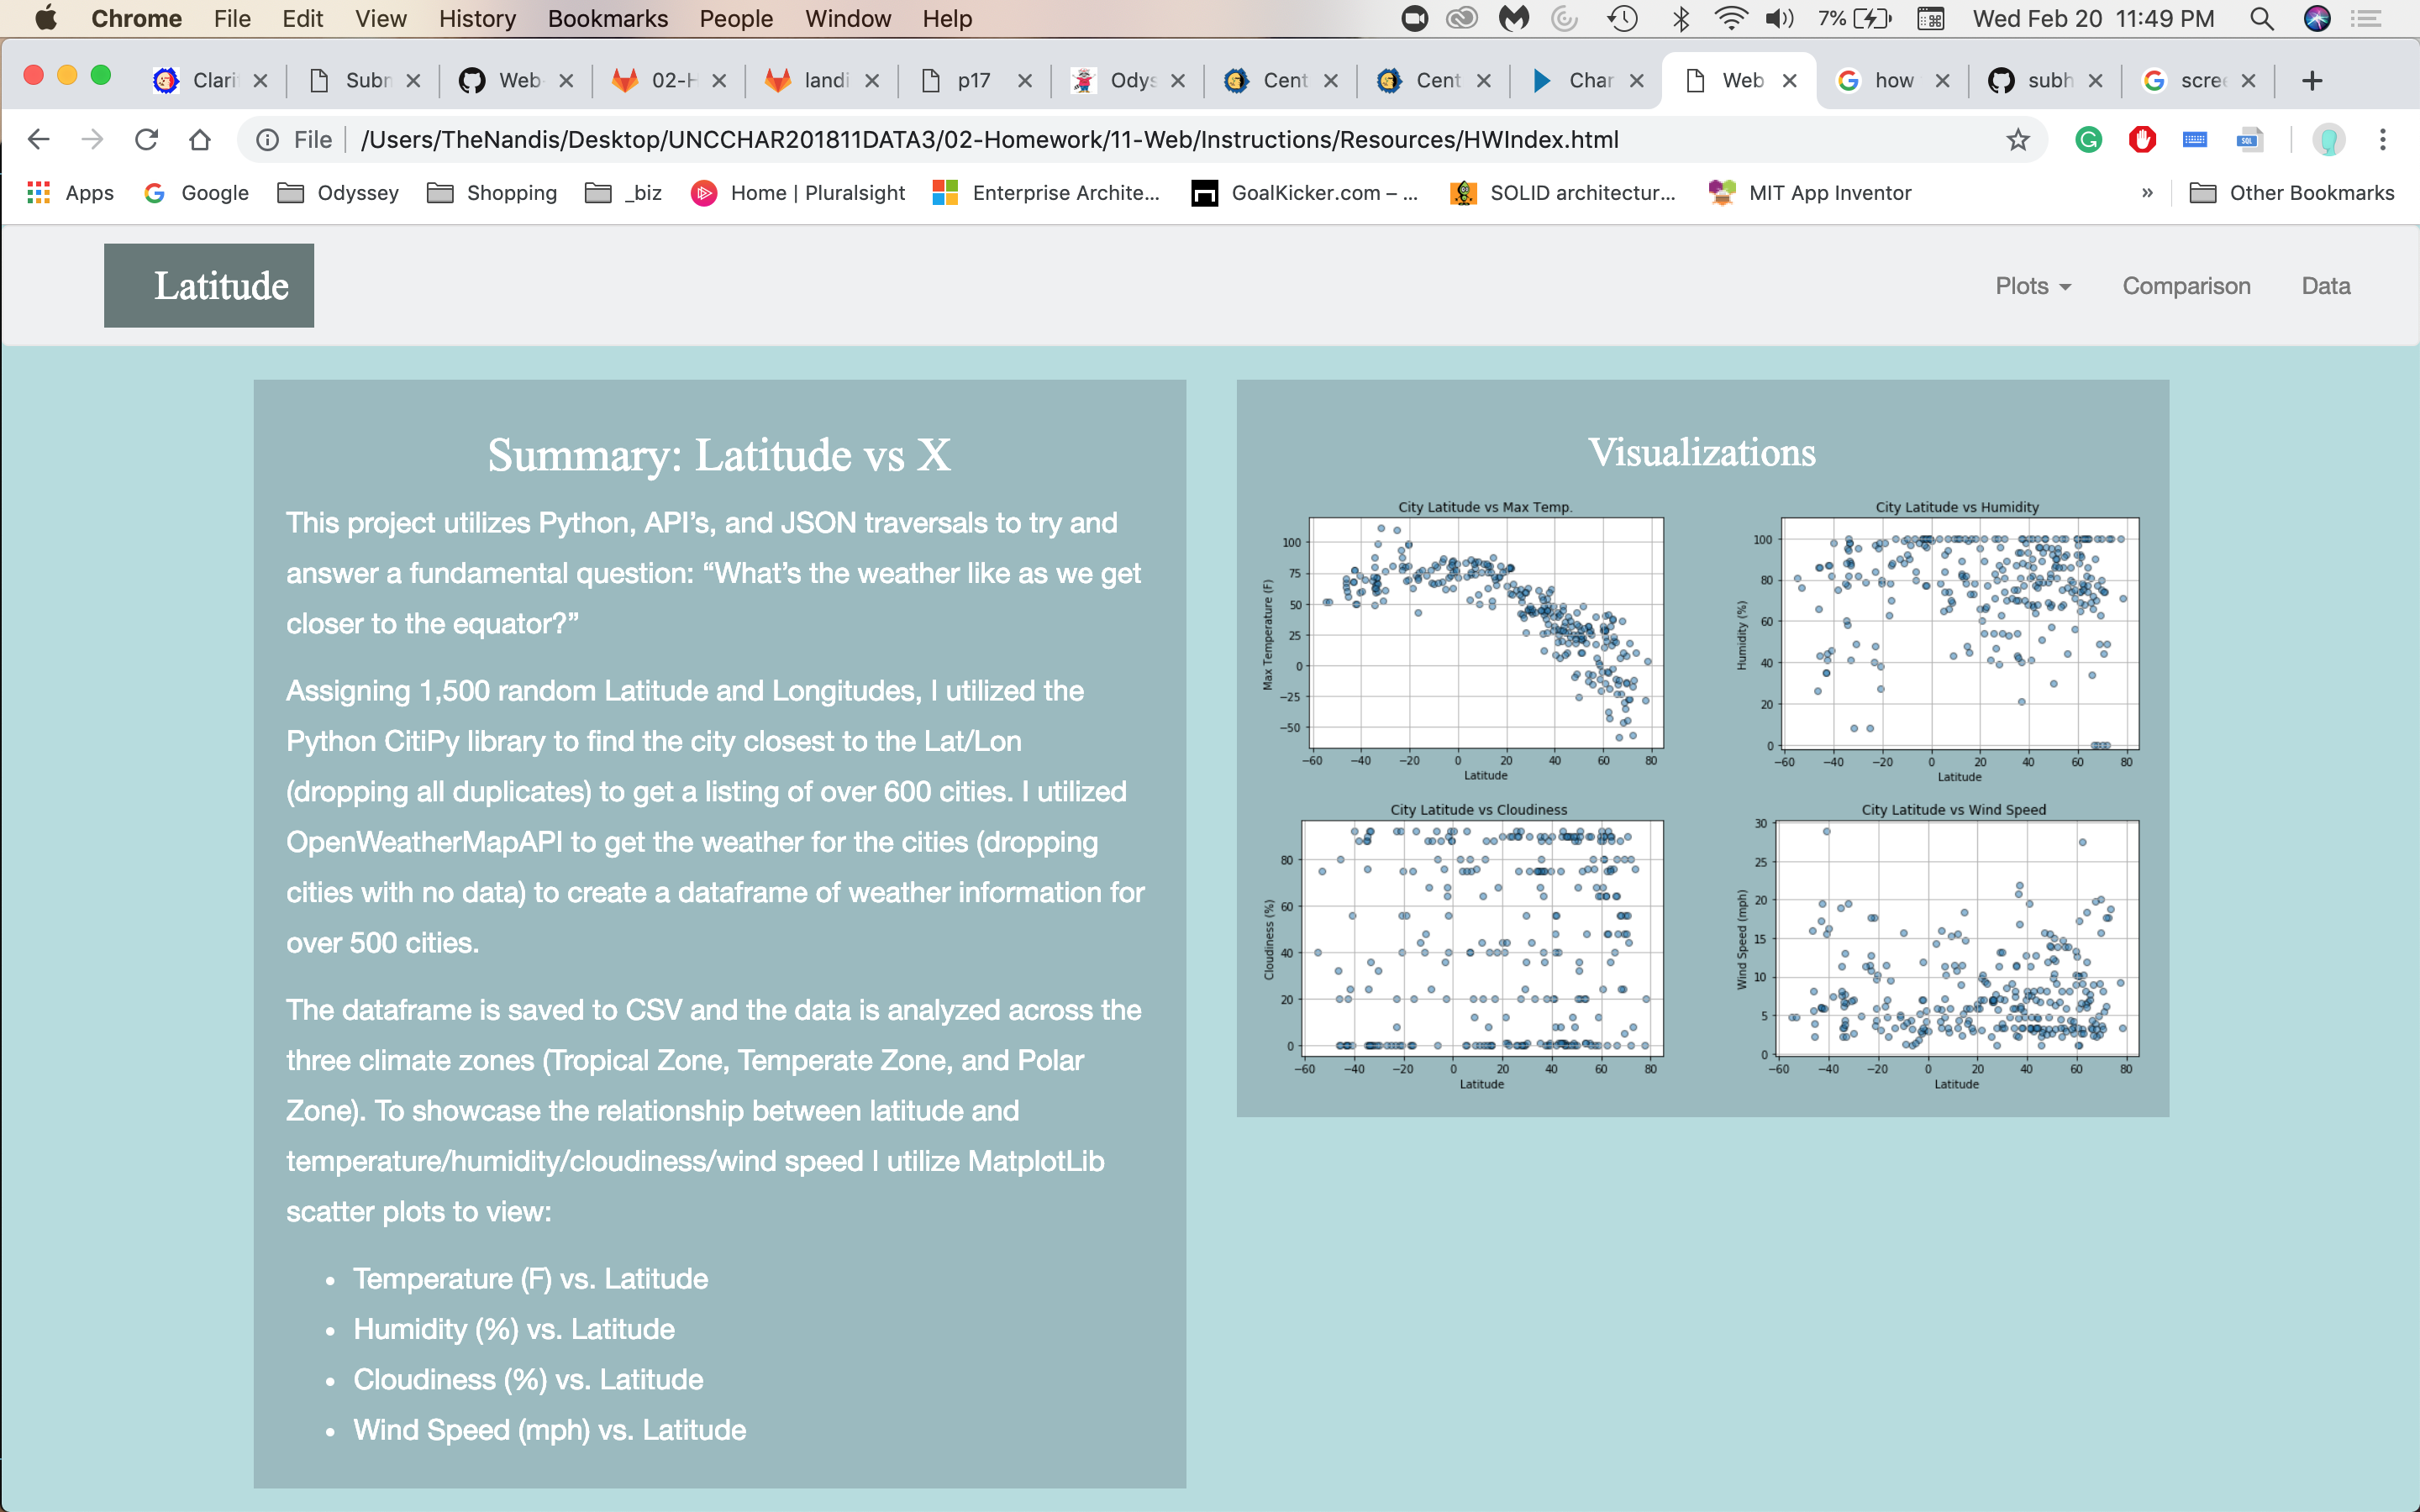 Chrome File Edit View History Bookmarks People Window Help 7% Wed Feb 20 11:49 PM
Clari Subn Web- 02-H landi p17 Odys Cent Cent Char Web how subh scree
File /Users/TheNandis/Desktop/UNCCHAR201811DATA3/02-Homework/11-Web/Instructions/Resources/HWIndex.html
Apps Google Odyssey Shopping _biz Home | Pluralsight Enterprise Archite... GoalKicker.com – ... SOLID architectur... MIT App Inventor » Other Bookmarks
Latitude Plots Comparison Data
Summary: Latitude vs X
This project utilizes Python, API’s, and JSON traversals to try and
answer a fundamental question: “What’s the weather like as we get
closer to the equator?”
Assigning 1,500 random Latitude and Longitudes, I utilized the
Python CitiPy library to find the city closest to the Lat/Lon
(dropping all duplicates) to get a listing of over 600 cities. I utilized
OpenWeatherMapAPI to get the weather for the cities (dropping
cities with no data) to create a dataframe of weather information for
over 500 cities.
The dataframe is saved to CSV and the data is analyzed across the
three climate zones (Tropical Zone, Temperate Zone, and Polar
Zone). To showcase the relationship between latitude and
temperature/humidity/cloudiness/wind speed I utilize MatplotLib
scatter plots to view:
• Temperature (F) vs. Latitude
• Humidity (%) vs. Latitude
• Cloudiness (%) vs. Latitude
• Wind Speed (mph) vs. Latitude
Visualizations
City Latitude vs Max Temp.
Max Temperature (F)
100
75
50
25
0
−25
−50
−60 −40 −20 0 20 40 60 80
Latitude
City Latitude vs Humidity
Humidity (%)
100
80
60
40
20
0
−60 −40 −20 0 20 40 60 80
Latitude
City Latitude vs Cloudiness
Cloudiness (%)
80
60
40
20
0
−60 −40 −20 0 20 40 60 80
Latitude
City Latitude vs Wind Speed
Wind Speed (mph)
30
25
20
15
10
5
0
−60 −40 −20 0 20 40 60 80
Latitude